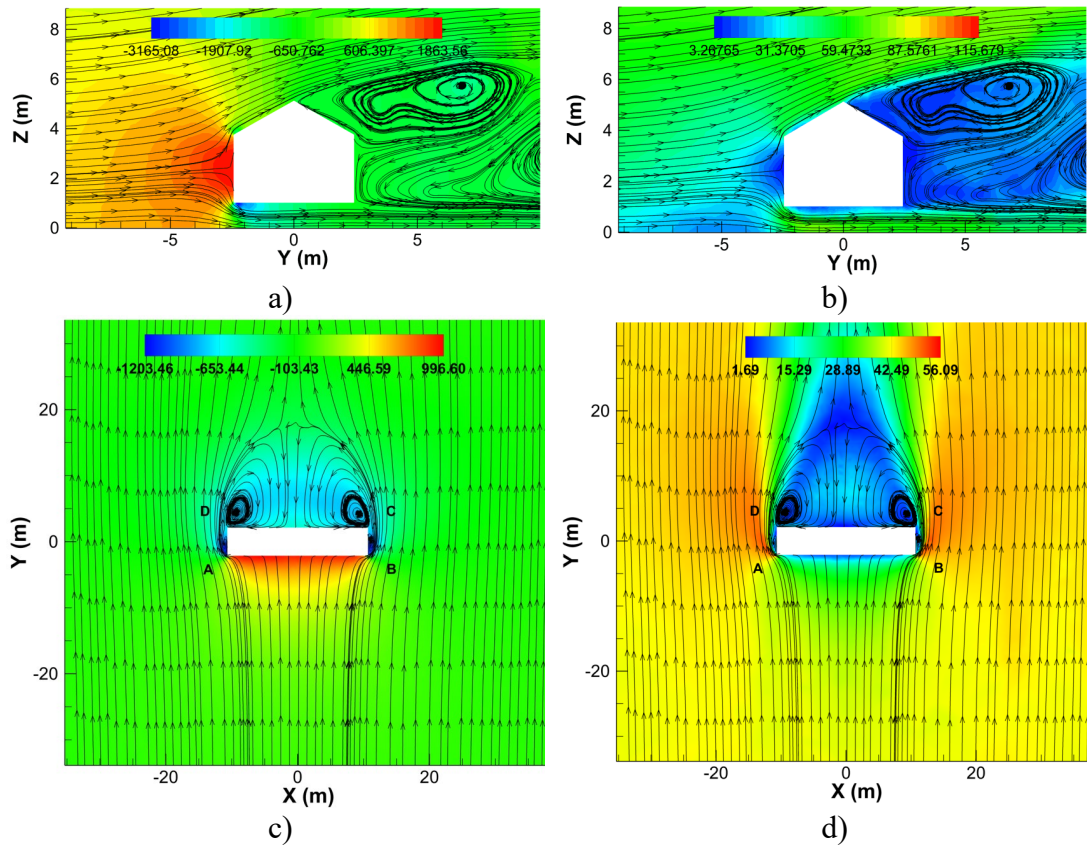 8
6
4
2
0
Z (m)
-3165.08 -1907.92 -650.762 606.397 1863.56
-5 0 5
Y (m)
a)
8
6
4
2
0
Z (m)
3.26765 31.3705 59.4733 87.5761 115.679
-5 0 5
Y (m)
b)
20
0
-20
Y (m)
-1203.46 -653.44 -103.43 446.59 996.60
D C
A B
-20 0 20
X (m)
c)
20
0
-20
Y (m)
1.69 15.29 28.89 42.49 56.09
D C
A B
-20 0 20
X (m)
d)